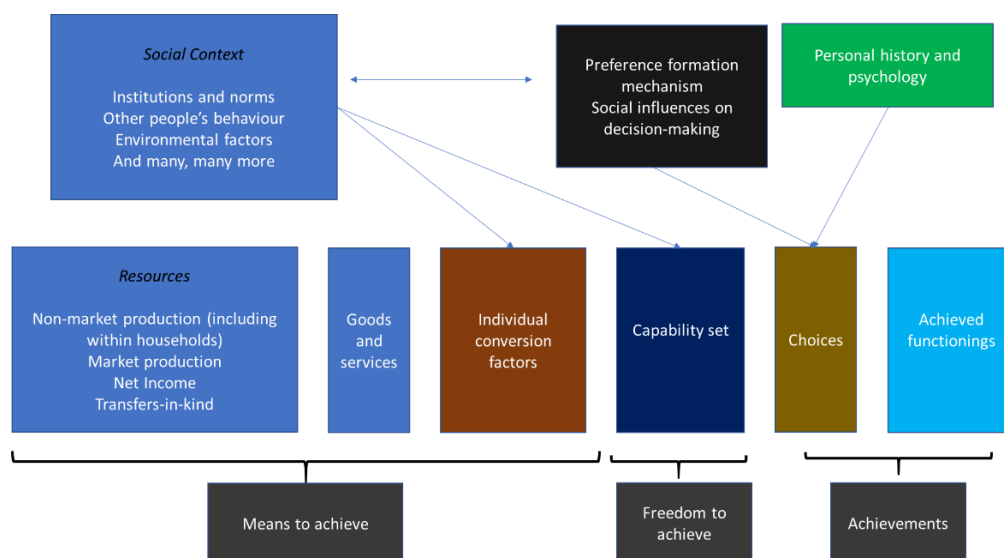 Social Context
Institutions and norms
Other people's behaviour
Environmental factors
And many, many more
Preference formation
mechanism
Social influences on
decision-making
Personal history and
psychology
Resources
Non-market production (including
within households)
Market production
Net Income
Transfers-in-kind
Goods
and
services
Individual
conversion
factors
Capability set
Choices
Achieved
functionings
Means to achieve
Freedom to
achieve
Achievements